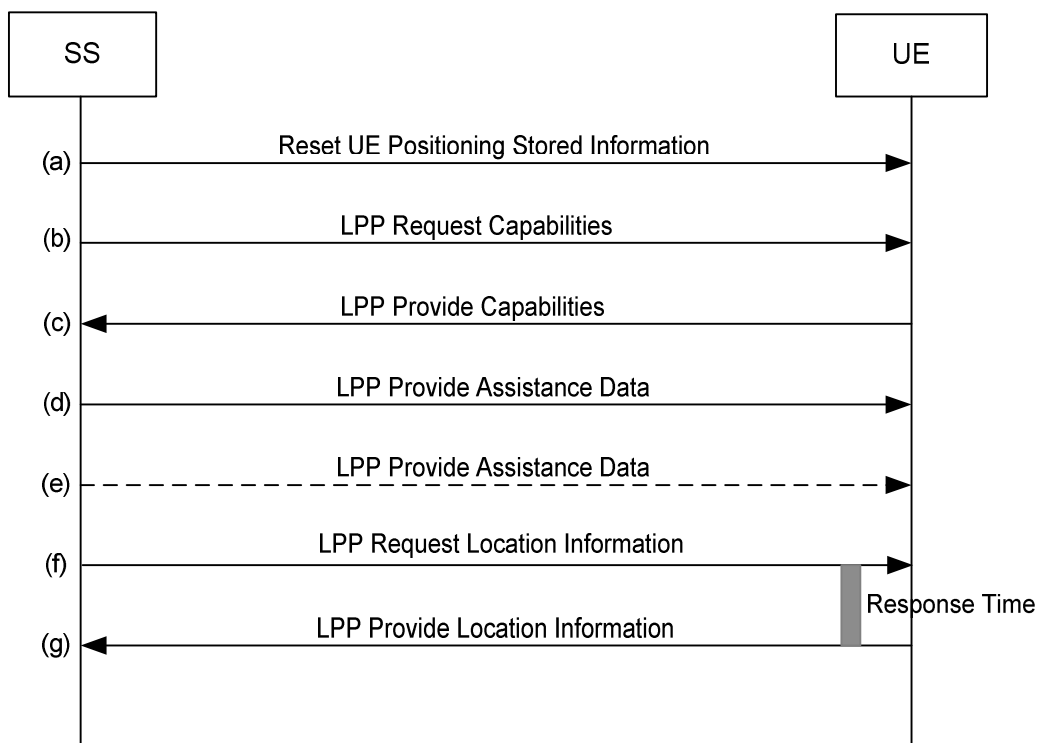 SS
UE
(a) Reset UE Positioning Stored Information
(b) LPP Request Capabilities
(c) LPP Provide Capabilities
(d) LPP Provide Assistance Data
(e) LPP Provide Assistance Data
(f) LPP Request Location Information
Response Time
(g) LPP Provide Location Information